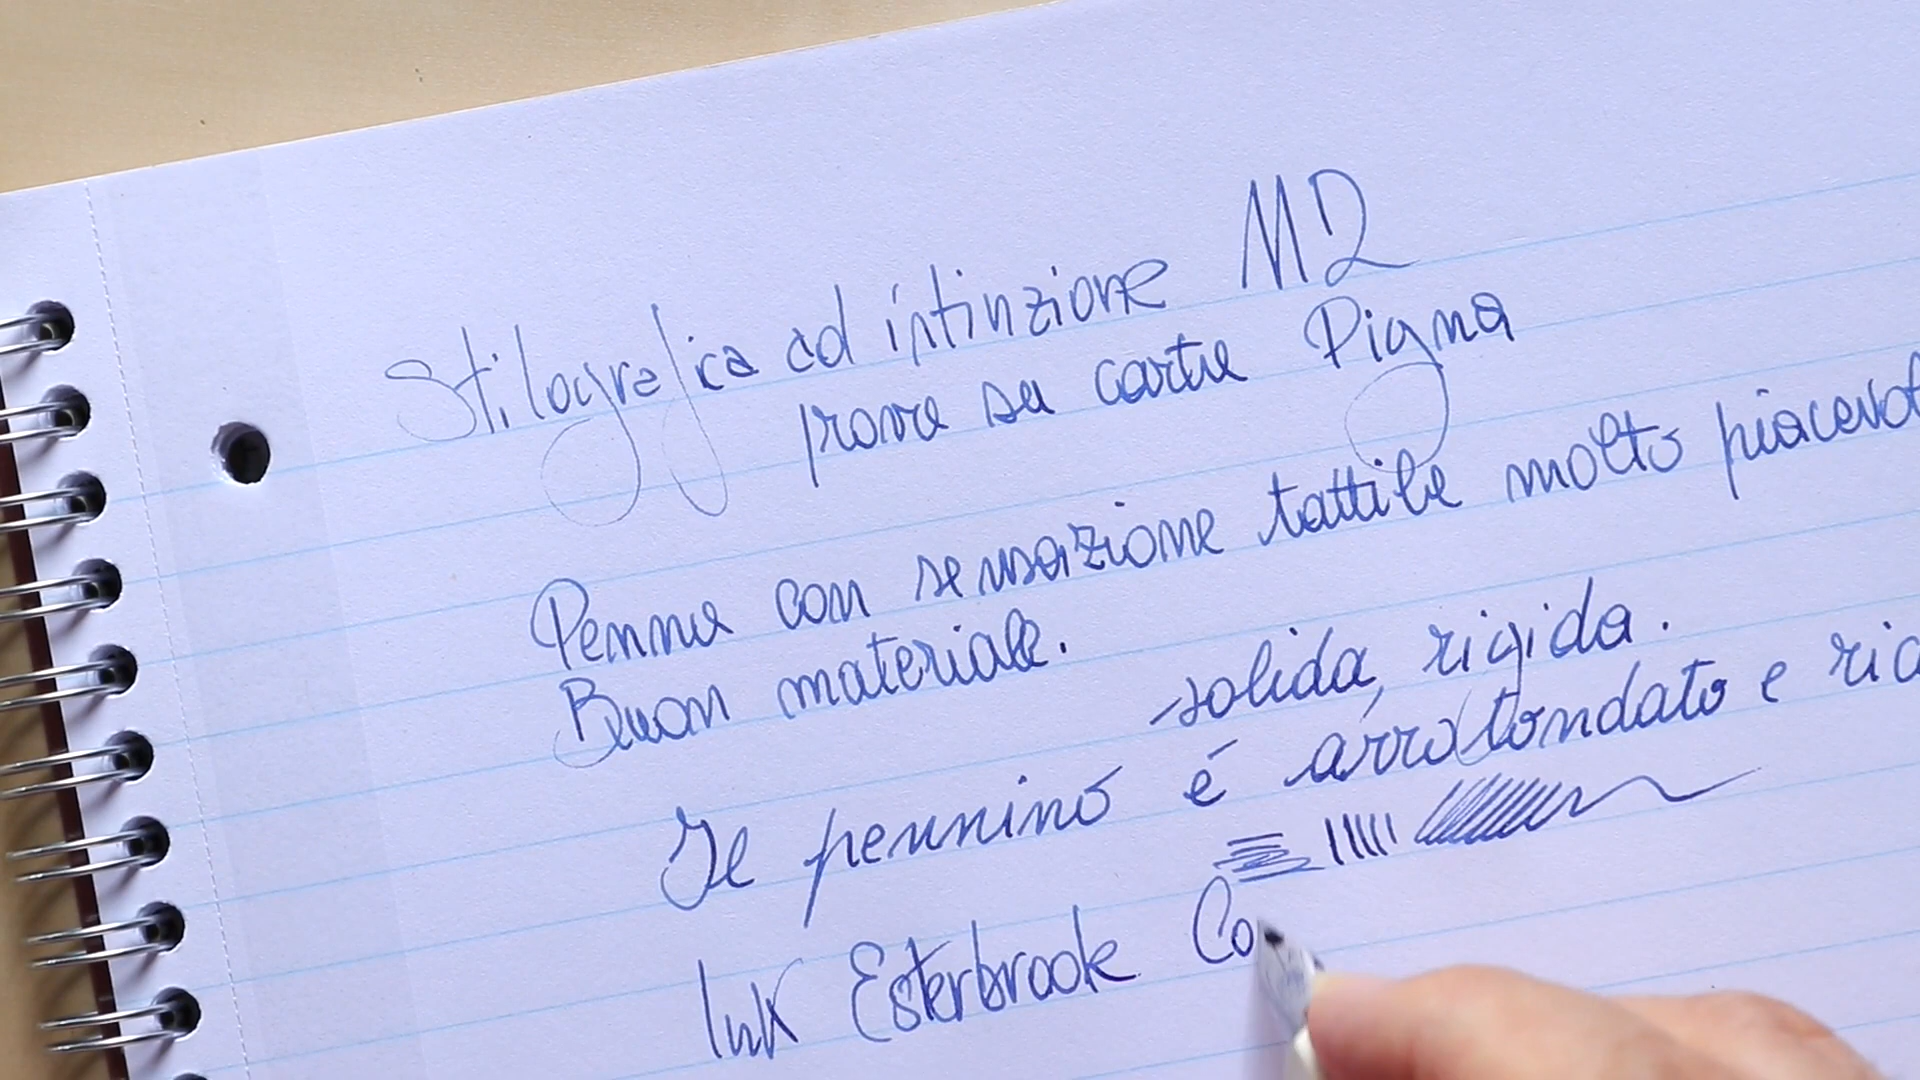 Stilografica ad intinzione M2
prova su carta Pigna
Penna con sensazione tattile molto piacevol
Buon materiale.
solida, rigida.
Il pennino è arrotondato e ric
Ink Esterbrook Co